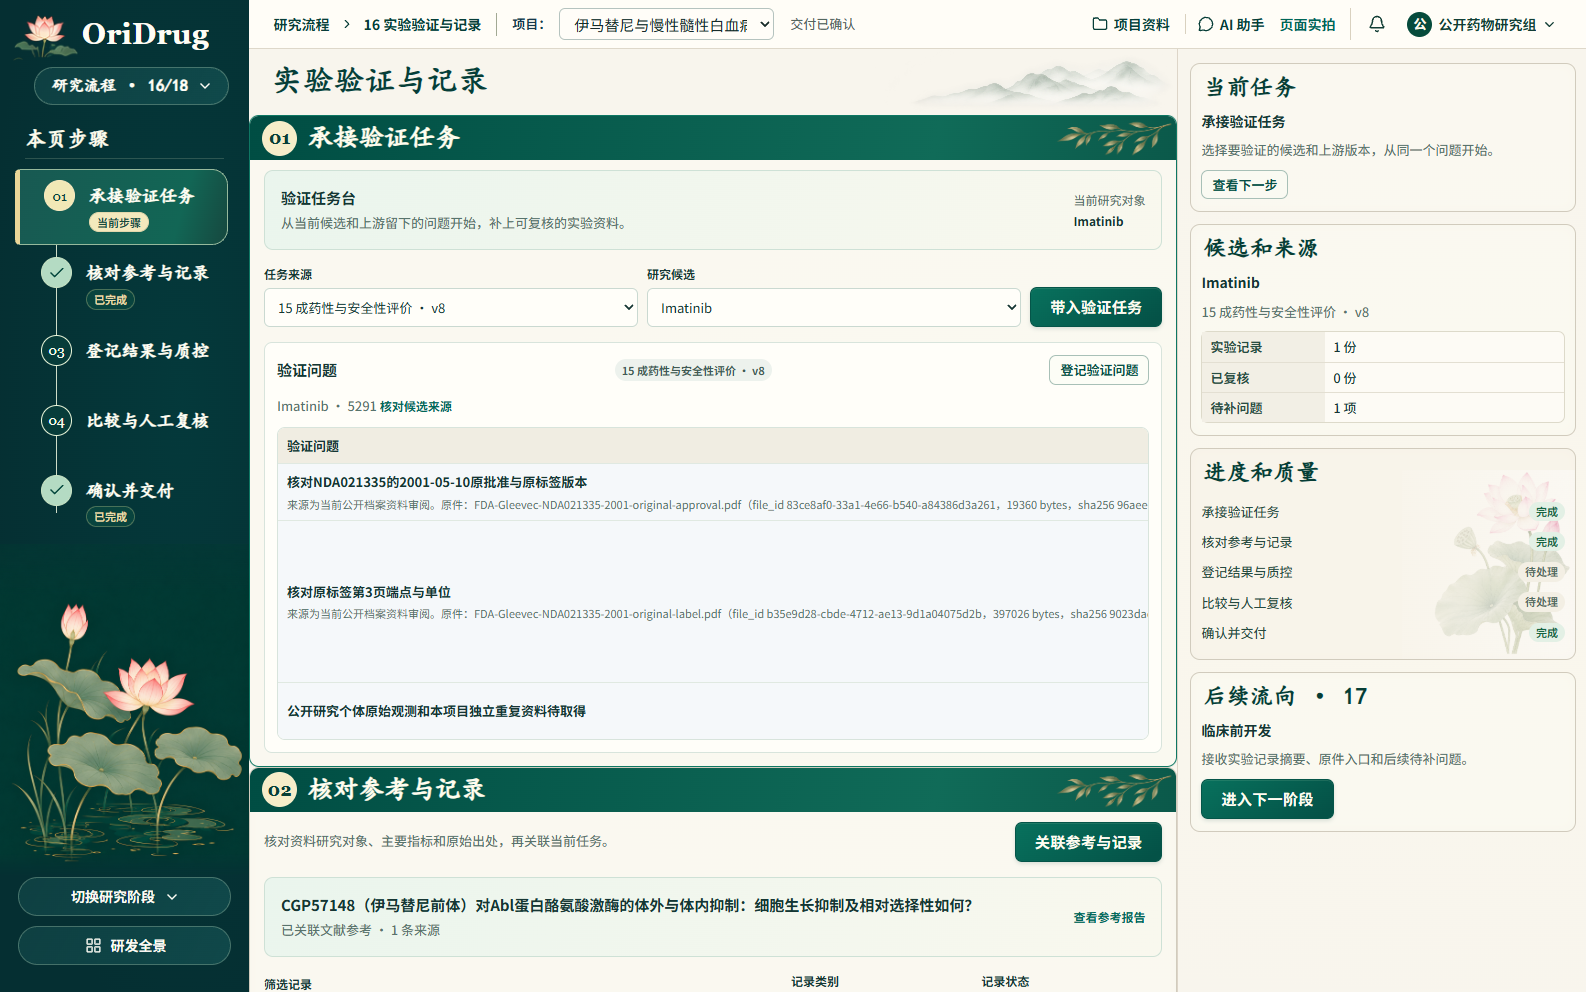 OriDrug
研究流程 • 16/18
本页步骤
01 承接验证任务
当前步骤
核对参考与记录
已完成
03 登记结果与质控
04 比较与人工复核
确认并交付
已完成
切换研究阶段
研发全景
研究流程 > 16 实验验证与记录 项目： 伊马替尼与慢性髓性白血病 交付已确认
项目资料 AI 助手 页面实拍 公 公开药物研究组
实验验证与记录
01 承接验证任务
验证任务台
从当前候选和上游留下的问题开始，补上可复核的实验资料。
当前研究对象
Imatinib
任务来源 研究候选
15 成药性与安全性评价 • v8 Imatinib 带入验证任务
验证问题 15 成药性与安全性评价 • v8 登记验证问题
Imatinib • 5291 核对候选来源
验证问题
核对NDA021335的2001-05-10原批准与原标签版本
来源为当前公开档案资料审阅。原件：FDA-Gleevec-NDA021335-2001-original-approval.pdf（file_id 83ce8af0-33a1-4e66-b540-a84386d3a261，19360 bytes，sha256 96aee
核对原标签第3页端点与单位
来源为当前公开档案资料审阅。原件：FDA-Gleevec-NDA021335-2001-original-label.pdf（file_id b35e9d28-cbde-4712-ae13-9d1a04075d2b，397026 bytes，sha256 9023da
公开研究个体原始观测和本项目独立重复资料待取得
02 核对参考与记录
核对资料研究对象、主要指标和原始出处，再关联当前任务。
关联参考与记录
CGP57148（伊马替尼前体）对Abl蛋白酪氨酸激酶的体外与体内抑制：细胞生长抑制及相对选择性如何？
已关联文献参考 • 1 条来源
查看参考报告
筛选记录 记录类别 记录状态
当前任务
承接验证任务
选择要验证的候选和上游版本，从同一个问题开始。
查看下一步
候选和来源
Imatinib
15 成药性与安全性评价 • v8
实验记录 1 份
已复核 0 份
待补问题 1 项
进度和质量
承接验证任务 完成
核对参考与记录 完成
登记结果与质控 待处理
比较与人工复核 待处理
确认并交付 完成
后续流向 • 17
临床前开发
接收实验记录摘要、原件入口和后续待补问题。
进入下一阶段